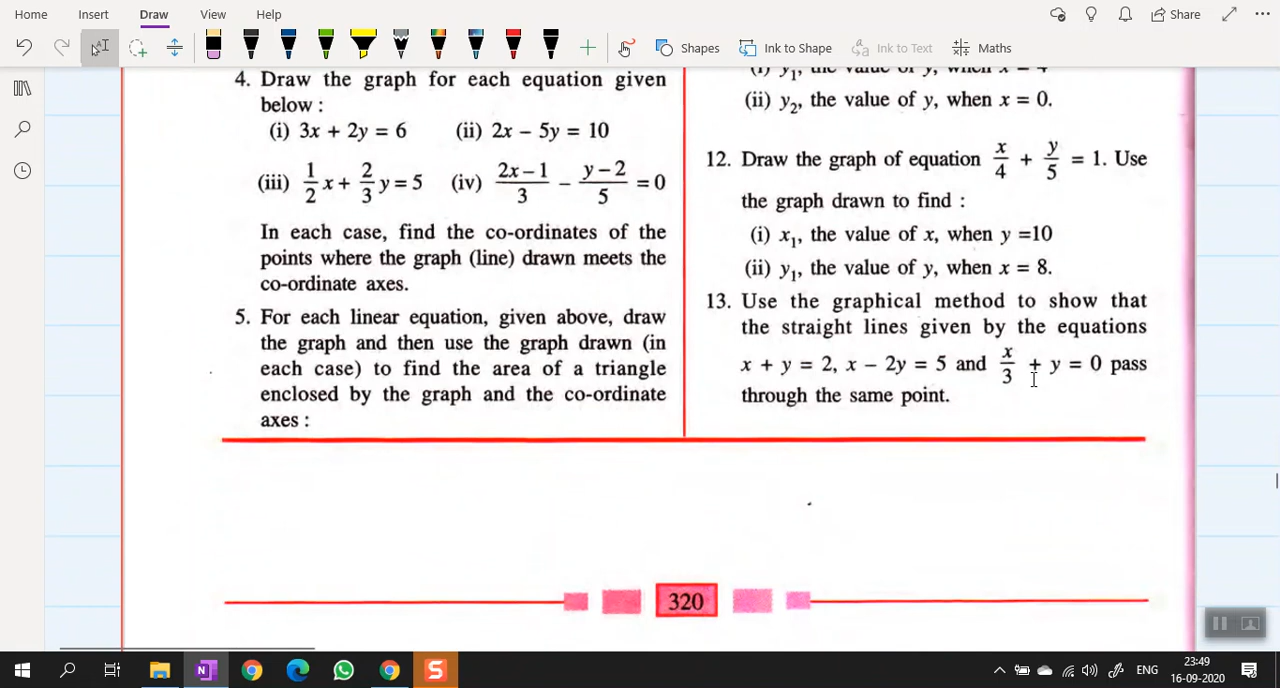 Home Insert Draw View Help
Share
Shapes Ink to Shape Ink to Text Maths
4. Draw the graph for each equation given
below :
(i) 3x + 2y = 6 (ii) 2x − 5y = 10
(iii) 1/2 x + 2/3 y = 5 (iv) 2x − 1/3 − y − 2/5 = 0
In each case, find the co-ordinates of the
points where the graph (line) drawn meets the
co-ordinate axes.
5. For each linear equation, given above, draw
the graph and then use the graph drawn (in
each case) to find the area of a triangle
enclosed by the graph and the co-ordinate
axes :
(i) y₁, the value of y, when x = 4
(ii) y₂, the value of y, when x = 0.
12. Draw the graph of equation x/4 + y/5 = 1. Use
the graph drawn to find :
(i) x₁, the value of x, when y =10
(ii) y₁, the value of y, when x = 8.
13. Use the graphical method to show that
the straight lines given by the equations
x + y = 2, x − 2y = 5 and x/3 + y = 0 pass
through the same point.
320
ENG
23:49
16-09-2020